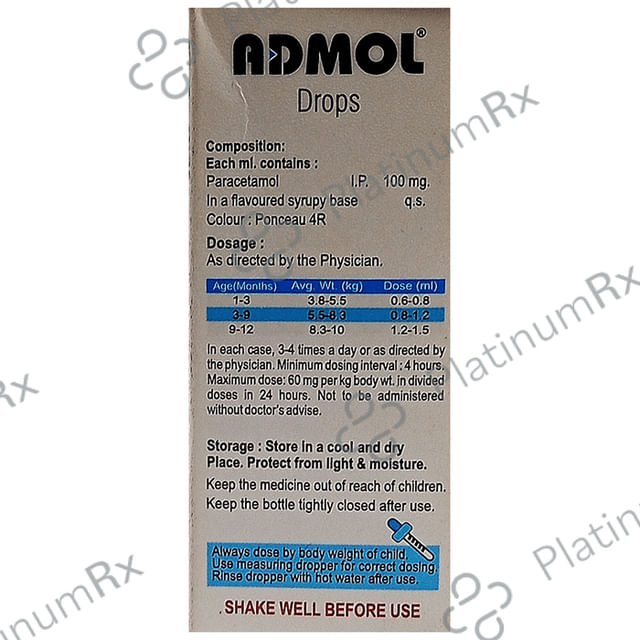 ADMOL®
Drops
Composition:
Each ml. contains :
Paracetamol I.P. 100 mg.
In a flavoured syrupy base q.s.
Colour : Ponceau 4R
Dosage :
As directed by the Physician.
Age(Months) Avg. Wt. (kg) Dose (ml)
1-3 3.8-5.5 0.6-0.8
3-9 5.5-8.3 0.8-1.2
9-12 8.3-10 1.2-1.5
In each case, 3-4 times a day or as directed by
the physician. Minimum dosing interval : 4 hours.
Maximum dose: 60 mg per kg body wt. in divided
doses in 24 hours. Not to be administered
without doctor's advise.
Storage : Store in a cool and dry
Place. Protect from light & moisture.
Keep the medicine out of reach of children.
Keep the bottle tightly closed after use.
Always dose by body weight of child.
Use measuring dropper for correct dosing.
Rinse dropper with hot water after use.
SHAKE WELL BEFORE USE
PlatinumRx
PlatinumRx
PlatinumRx
PlatinumRx